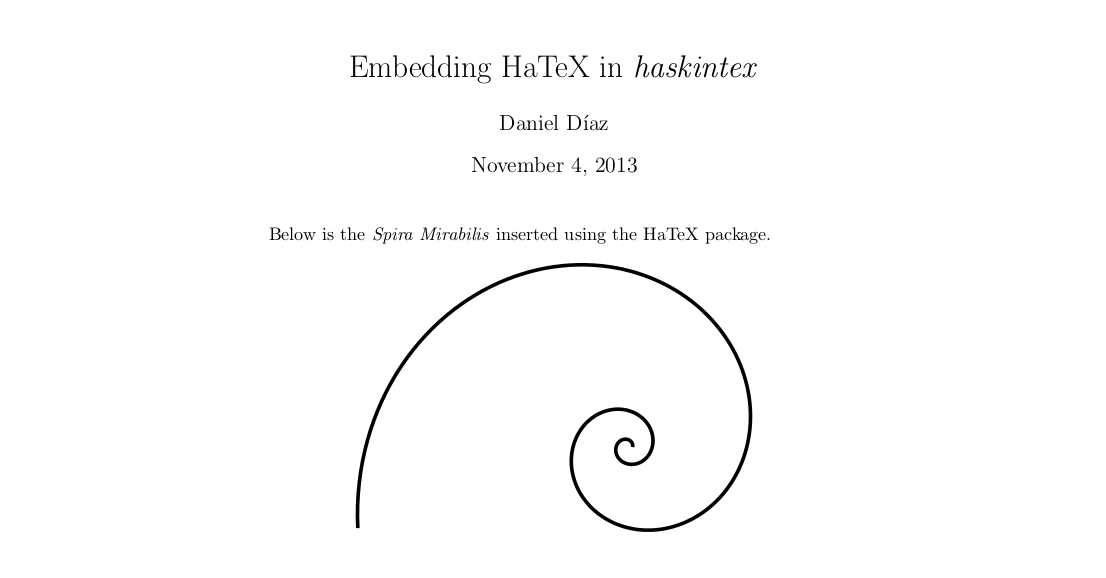 Embedding HaTeX in haskintex
Daniel Díaz
November 4, 2013
Below is the Spira Mirabilis inserted using the HaTeX package.